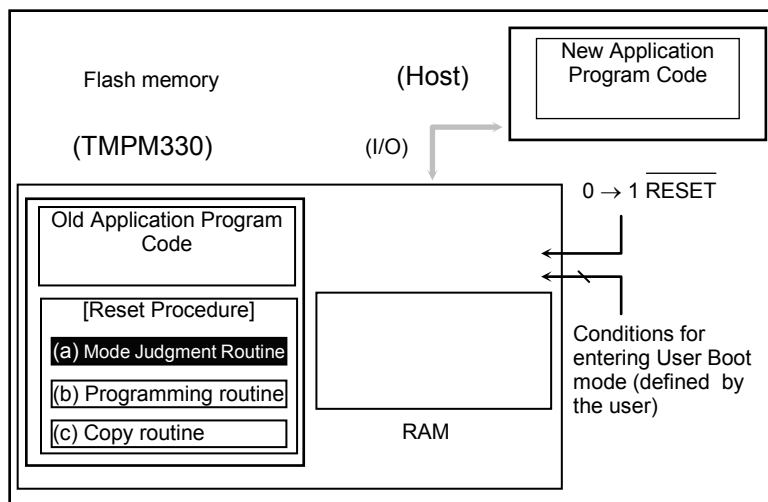 New Application
Program Code
(Host)
Flash memory
(TMPM330)
(I/O)
0 → 1 RESET
Old Application Program
Code
[Reset Procedure]
(a) Mode Judgment Routine
(b) Programming routine
(c) Copy routine
RAM
Conditions for
entering User Boot
mode (defined by
the user)